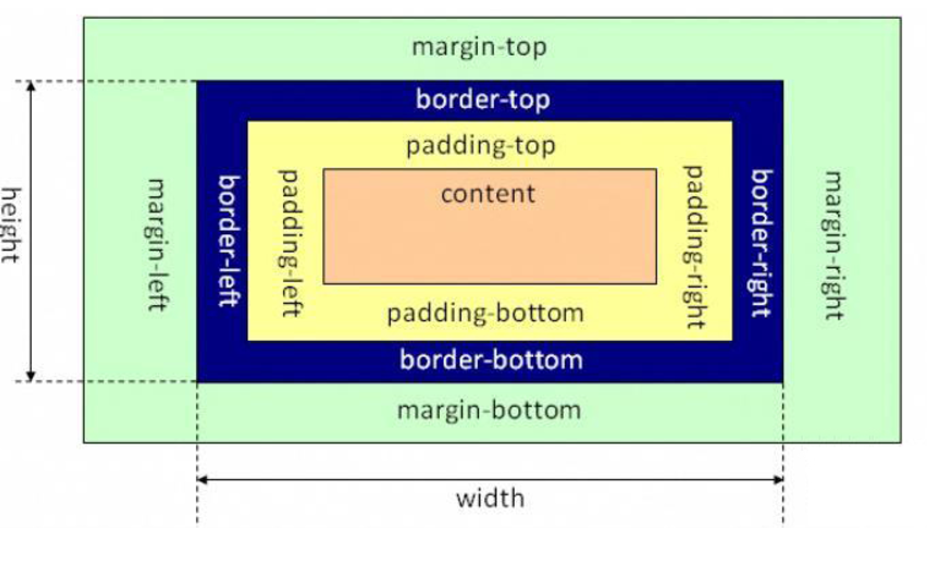 margin-top
border-top
padding-top
content
height
margin-left
border-left
padding-left
padding-right
border-right
margin-right
padding-bottom
border-bottom
margin-bottom
width